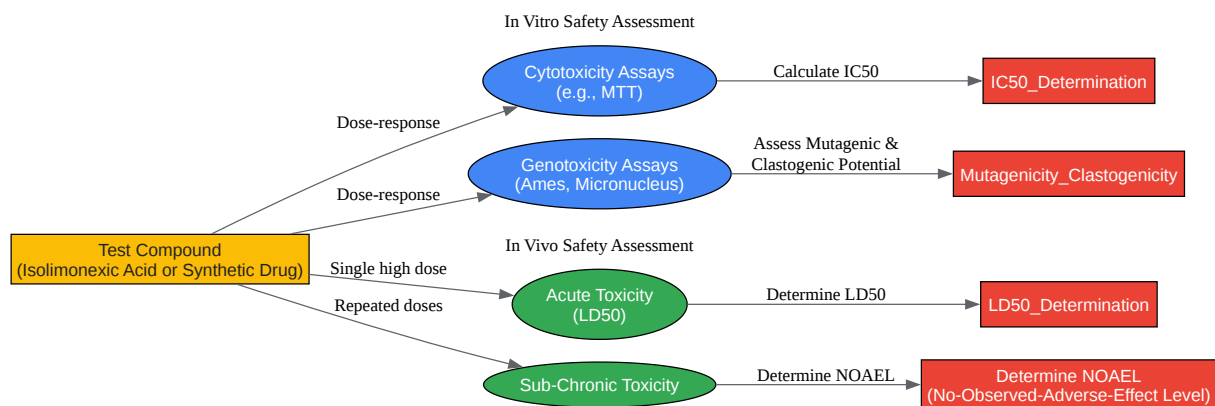 In Vitro Safety Assessment
Cytotoxicity Assays
(e.g., MTT)
Calculate IC50
IC50_Determination
Dose-response
Genotoxicity Assays
(Ames, Micronucleus)
Assess Mutagenic &
Clastogenic Potential
Mutagenicity_Clastogenicity
Dose-response
Test Compound
(Isolimonexic Acid or Synthetic Drug)
In Vivo Safety Assessment
Single high dose
Acute Toxicity
(LD50)
Determine LD50
LD50_Determination
Repeated doses
Sub-Chronic Toxicity
Determine NOAEL
Determine NOAEL
(No-Observed-Adverse-Effect Level)